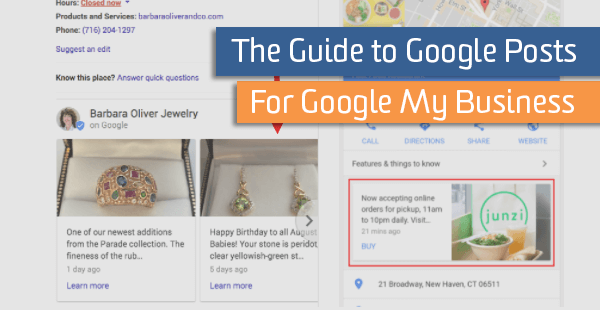 Hours: Closed now
Products and Services: barbaraoliverandco.com
Phone: (716) 204-1297
Suggest an edit
Know this place? Answer quick questions
Barbara Oliver Jewelry
on Google
One of our newest additions
from the Parade collection. The
fineness of the rub...
1 day ago
Learn more
Happy Birthday to all August
Babies! Your stone is peridot
clear yellowish-green st...
5 days ago
Learn more
The Guide to Google Posts
For Google My Business
CALL
DIRECTIONS
SHARE
WEBSITE
Features & things to know
Now accepting online
orders for pickup, 11am
to 10pm daily. Visit...
21 mins ago
BUY
junzi
21 Broadway, New Haven, CT 06511